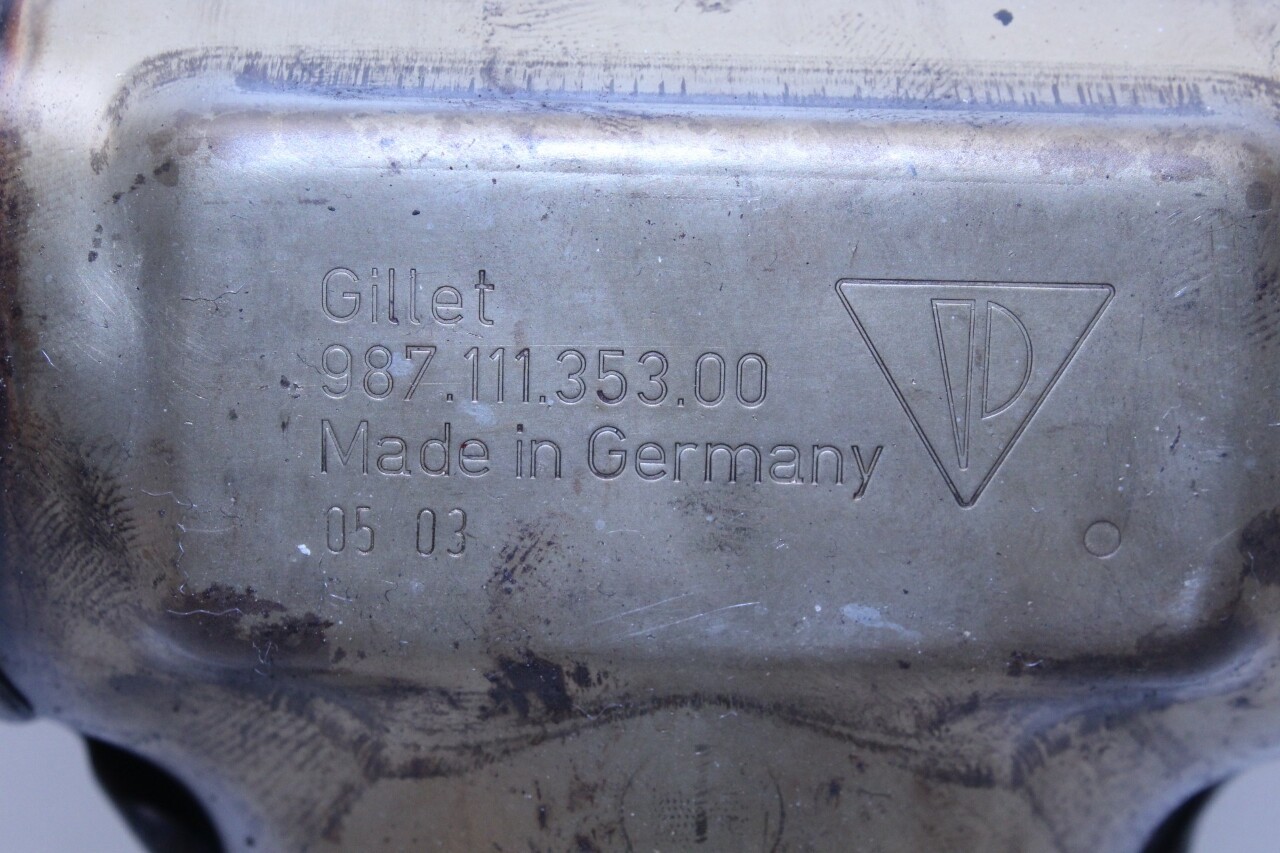 Gillet
987.111.353.00
Made in Germany
05 03